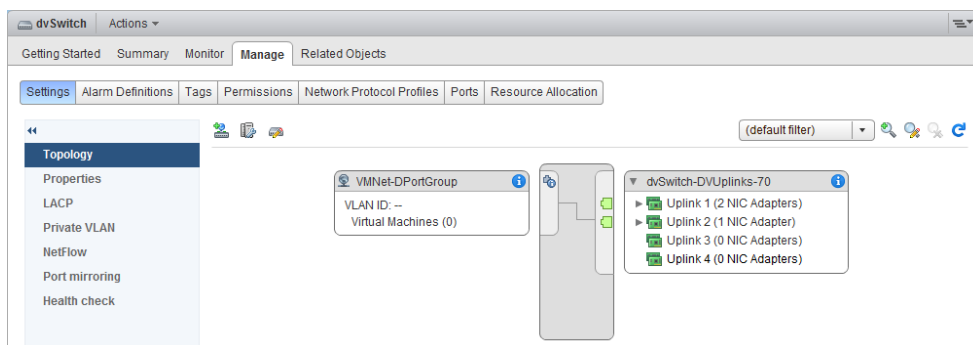 dvSwitch Actions
Getting Started Summary Monitor Manage Related Objects
Settings Alarm Definitions Tags Permissions Network Protocol Profiles Ports Resource Allocation
(default filter)
Topology
Properties
LACP
Private VLAN
NetFlow
Port mirroring
Health check
VMNet-DPortGroup
VLAN ID: --
Virtual Machines (0)
dvSwitch-DVUplinks-70
Uplink 1 (2 NIC Adapters)
Uplink 2 (1 NIC Adapter)
Uplink 3 (0 NIC Adapters)
Uplink 4 (0 NIC Adapters)